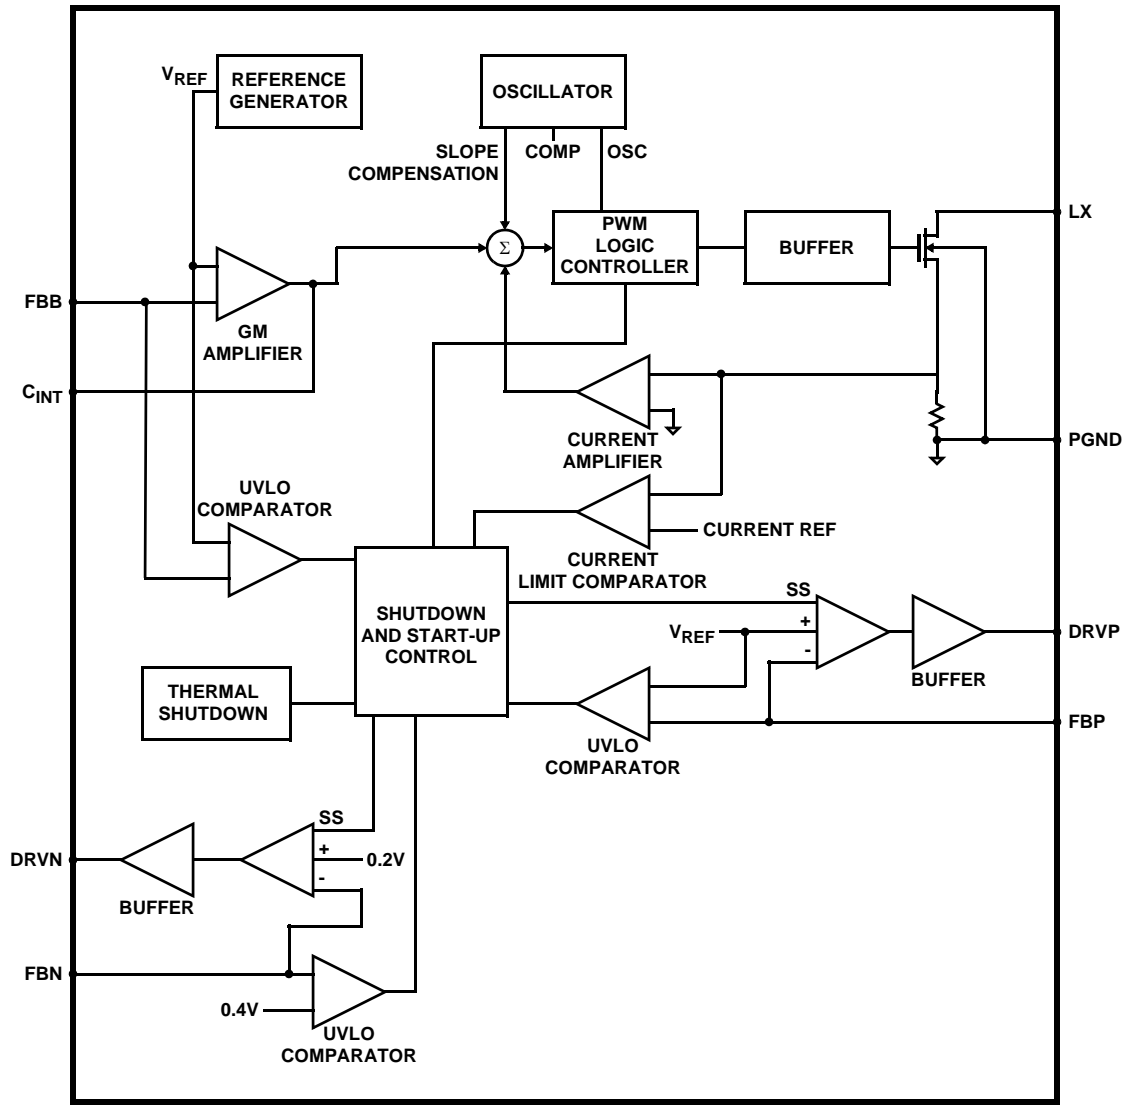 VREF
REFERENCE
GENERATOR
OSCILLATOR
SLOPE
COMPENSATION
COMP
OSC
LX
PWM
LOGIC
CONTROLLER
BUFFER
Σ
FBB
GM
AMPLIFIER
CINT
CURRENT
AMPLIFIER
PGND
UVLO
COMPARATOR
CURRENT REF
CURRENT
LIMIT COMPARATOR
SHUTDOWN
AND START-UP
CONTROL
SS
VREF
+
-
DRVP
BUFFER
THERMAL
SHUTDOWN
FBP
UVLO
COMPARATOR
SS
+
0.2V
-
DRVN
BUFFER
FBN
0.4V
UVLO
COMPARATOR